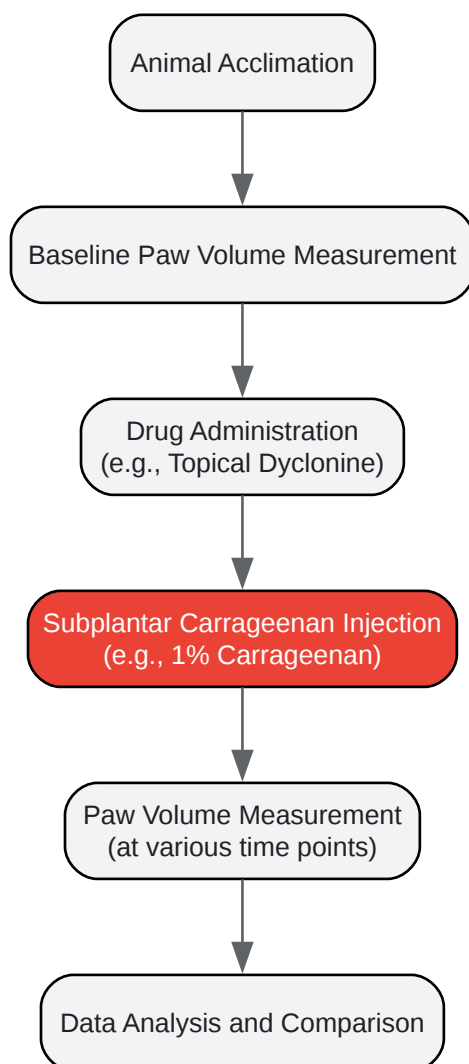 Animal Acclimation
Baseline Paw Volume Measurement
Drug Administration
(e.g., Topical Dyclonine)
Subplantar Carrageenan Injection
(e.g., 1% Carrageenan)
Paw Volume Measurement
(at various time points)
Data Analysis and Comparison